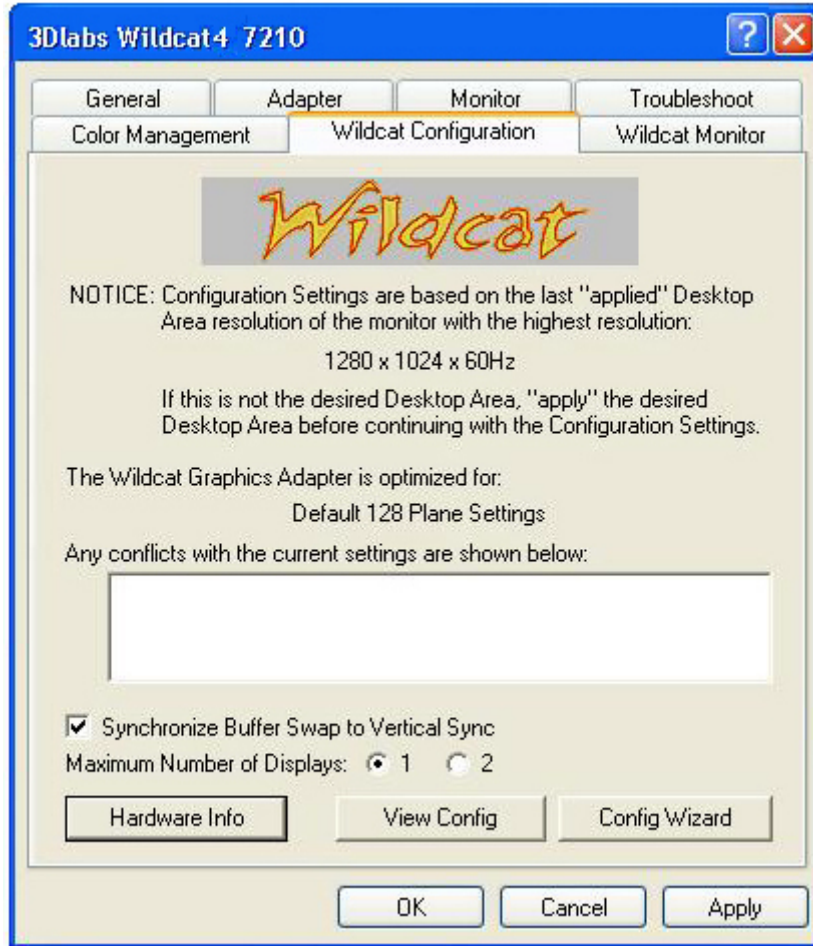 3Dlabs Wildcat4 7210
General Adapter Monitor Troubleshoot
Color Management Wildcat Configuration Wildcat Monitor
Wildcat
NOTICE: Configuration Settings are based on the last "applied" Desktop
Area resolution of the monitor with the highest resolution:
1280 x 1024 x 60Hz
If this is not the desired Desktop Area, "apply" the desired
Desktop Area before continuing with the Configuration Settings.
The Wildcat Graphics Adapter is optimized for:
Default 128 Plane Settings
Any conflicts with the current settings are shown below:
Synchronize Buffer Swap to Vertical Sync
Maximum Number of Displays: 1 2
Hardware Info View Config Config Wizard
OK Cancel Apply